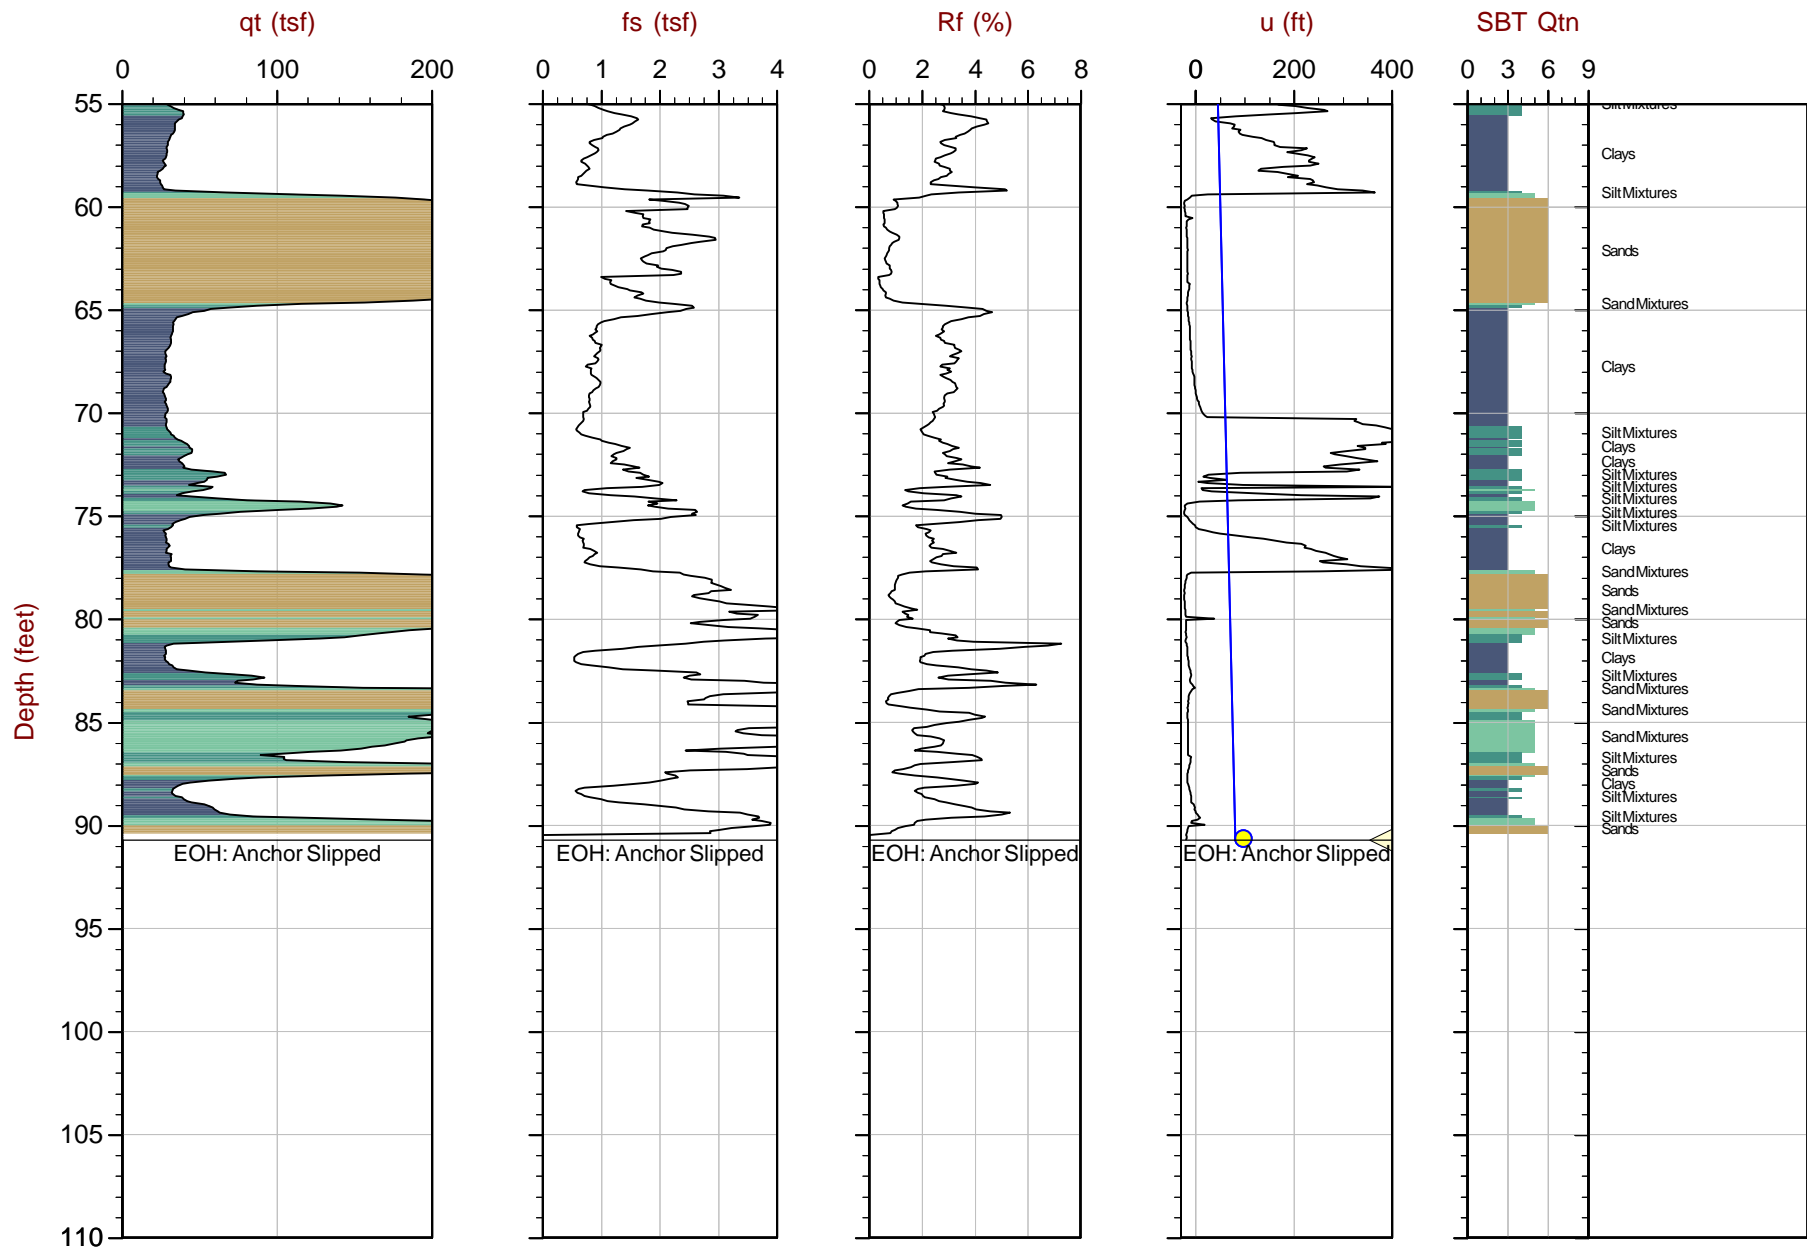 qt (tsf) fs (tsf) Rf (%) u (ft) SBT Qtn
0 100 200 0 1 2 3 4 0 2 4 6 8 0 200 400 0 3 6 9
55
Silt Mixtures
Clays
Silt Mixtures
60
Sands
65
Sand Mixtures
Clays
70
Silt Mixtures
Clays
Clays
Silt Mixtures
Silt Mixtures
Silt Mixtures
75
Silt Mixtures
Silt Mixtures
Clays
Sand Mixtures
Sands
Sand Mixtures
80
Sands
Silt Mixtures
Clays
Silt Mixtures
Sand Mixtures
Sand Mixtures
85
Sand Mixtures
Silt Mixtures
Sands
Clays
Silt Mixtures
Silt Mixtures
90
Sands
EOH: Anchor Slipped EOH: Anchor Slipped EOH: Anchor Slipped EOH: Anchor Slipped
95
100
105
110
Depth (feet)